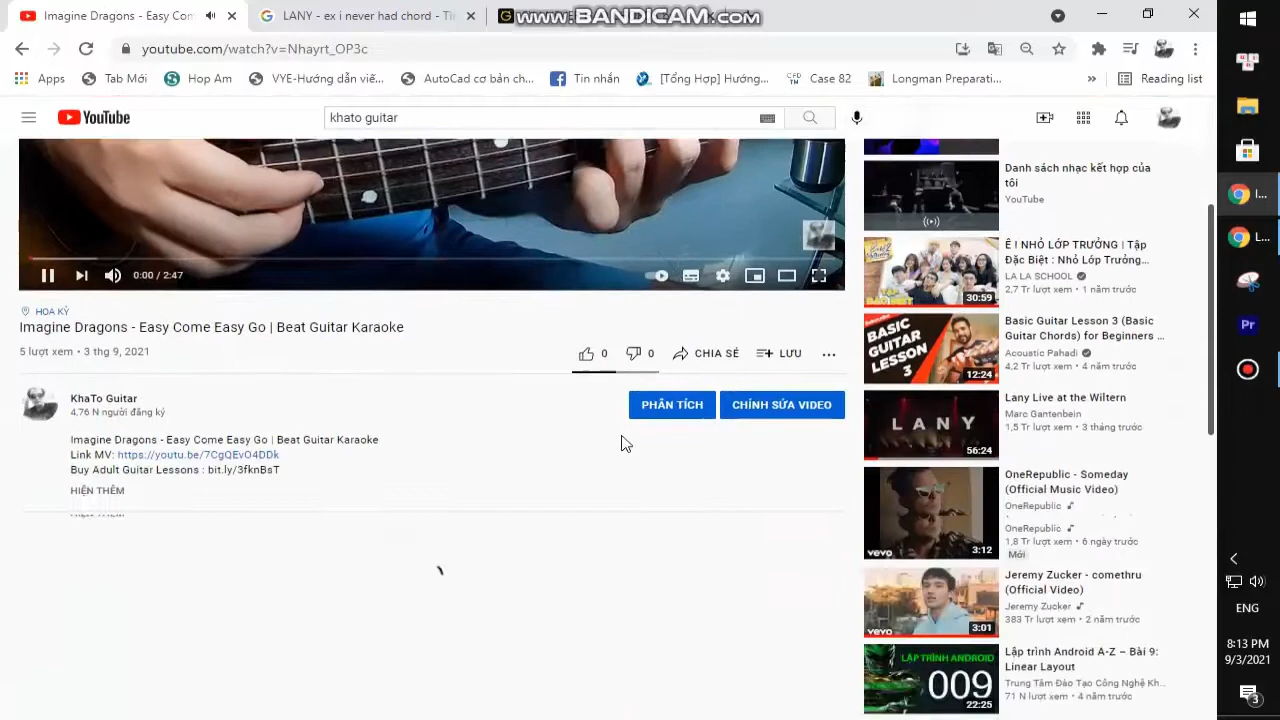 Imagine Dragons - Easy Con
LANY - ex i never had chord - Tì
www.BANDICAM.com
youtube.com/watch?v=Nhayrt_OP3c
Apps
Tab Mới
Hop Am
VYE-Hướng dẫn viế...
AutoCad cơ bản ch...
Tin nhắn
[Tổng Hợp] Hướng...
Case 82
Longman Preparati...
»
Reading list
YouTube
khato guitar
0:00 / 2:47
HOA KỲ
Imagine Dragons - Easy Come Easy Go | Beat Guitar Karaoke
5 lượt xem • 3 thg 9, 2021
0
0
CHIA SẺ
LƯU
KhaTo Guitar
4,76 N người đăng ký
PHÂN TÍCH
CHỈNH SỬA VIDEO
Imagine Dragons - Easy Come Easy Go | Beat Guitar Karaoke
Link MV: https://youtu.be/7CgQEvO4DDk
Buy Adult Guitar Lessons : bit.ly/3fknBsT
HIỆN THÊM
Danh sách nhạc kết hợp của
tôi
YouTube
Ê ! NHỎ LỚP TRƯỞNG | Tập
Đặc Biệt : Nhỏ Lớp Trưởng...
LA LA SCHOOL
2,7 Tr lượt xem • 1 năm trước
30:59
BASIC
GUITAR
LESSON
3
12:24
Basic Guitar Lesson 3 (Basic
Guitar Chords) for Beginners ...
Acoustic Pahadi
4,2 Tr lượt xem • 4 năm trước
LANY
56:24
Lany Live at the Wiltern
Marc Gantenbein
1,5 Tr lượt xem • 3 tháng trước
vevo
3:12
OneRepublic - Someday
(Official Music Video)
OneRepublic
OneRepublic
1,8 Tr lượt xem • 6 ngày trước
Mới
vevo
3:01
Jeremy Zucker - comethru
(Official Video)
Jeremy Zucker
383 Tr lượt xem • 2 năm trước
LẬP TRÌNH ANDROID
009
22:25
Lập trình Android A-Z – Bài 9:
Linear Layout
Trung Tâm Đào Tạo Công Nghệ Kh...
71 N lượt xem • 4 năm trước
I...
L...
Pr
ENG
8:13 PM
9/3/2021
3